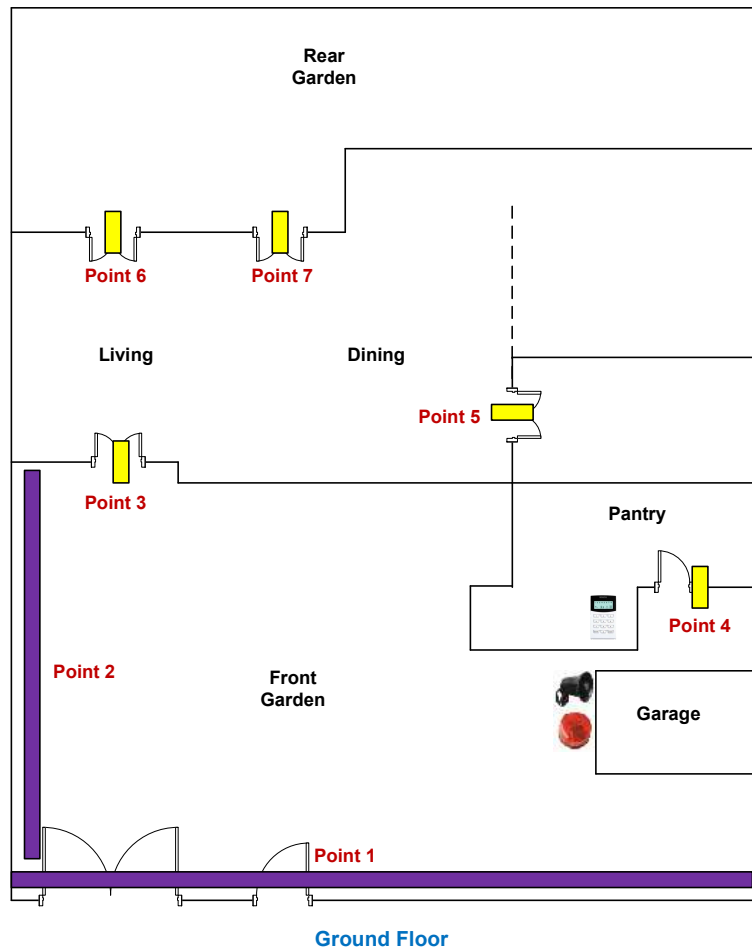 Rear
Garden
Point 6
Point 7
Living
Dining
Point 5
Point 3
Pantry
Point 4
Point 2
Front
Garden
Garage
Point 1
Ground Floor